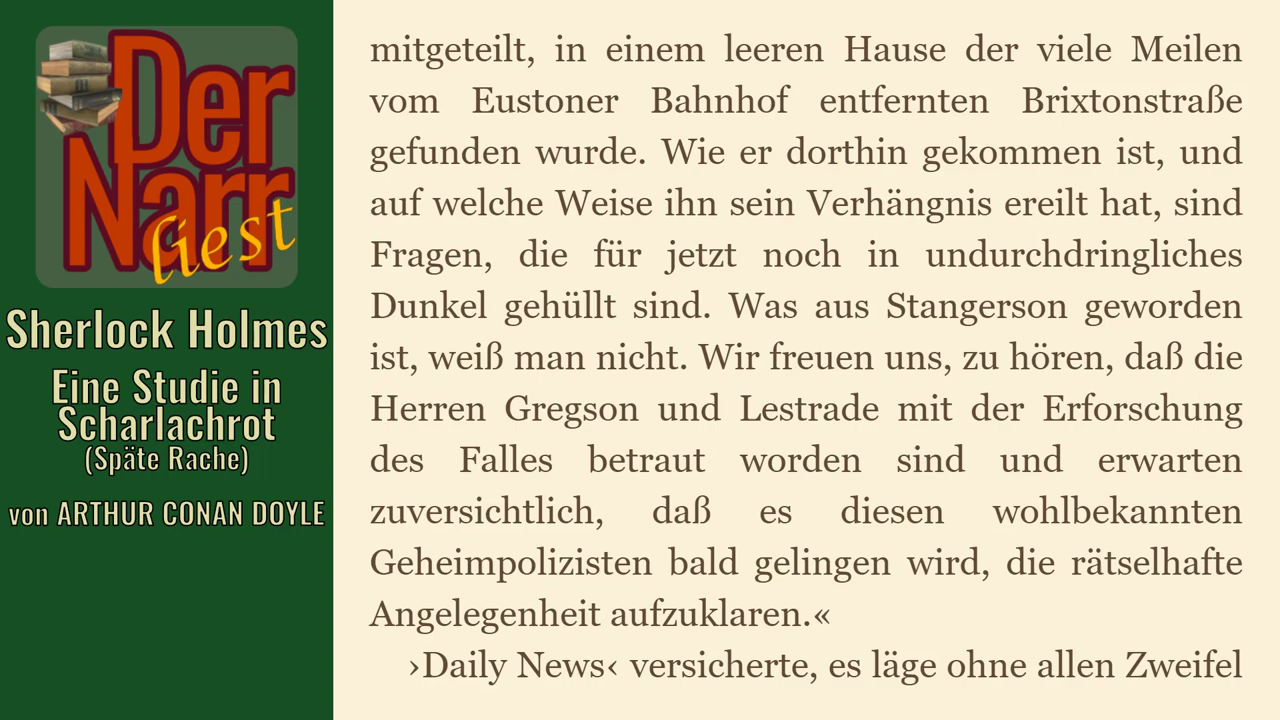 Der
Narr
liest
Sherlock Holmes
Eine Studie in
Scharlachrot
(Späte Rache)
von ARTHUR CONAN DOYLE
mitgeteilt, in einem leeren Hause der viele Meilen
vom Eustoner Bahnhof entfernten Brixtonstraße
gefunden wurde. Wie er dorthin gekommen ist, und
auf welche Weise ihn sein Verhängnis ereilt hat, sind
Fragen, die für jetzt noch in undurchdringliches
Dunkel gehüllt sind. Was aus Stangerson geworden
ist, weiß man nicht. Wir freuen uns, zu hören, daß die
Herren Gregson und Lestrade mit der Erforschung
des Falles betraut worden sind und erwarten
zuversichtlich, daß es diesen wohlbekannten
Geheimpolizisten bald gelingen wird, die rätselhafte
Angelegenheit aufzuklaren.«
›Daily News‹ versicherte, es läge ohne allen Zweifel